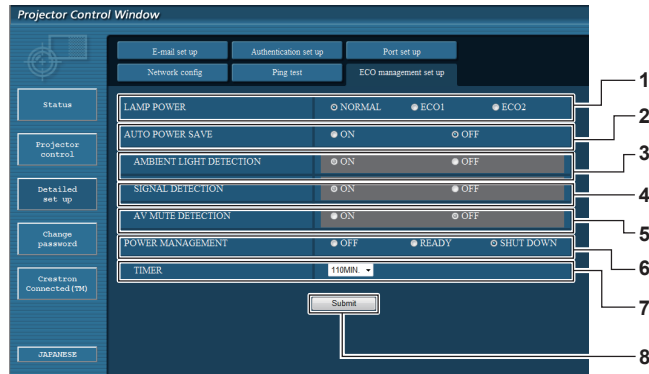 Projector Control Window
E-mail set up Authentication set up Port set up
Network config Ping test ECO management set up
Status
Projector
control
Detailed
set up
Change
password
Crestron
Connected(TM)
JAPANESE
LAMP POWER NORMAL ECO1 ECO2 1
AUTO POWER SAVE ON OFF 2
AMBIENT LIGHT DETECTION ON OFF 3
SIGNAL DETECTION ON OFF 4
AV MUTE DETECTION ON OFF 5
POWER MANAGEMENT OFF READY SHUT DOWN 6
TIMER 110MIN. 7
Submit 8